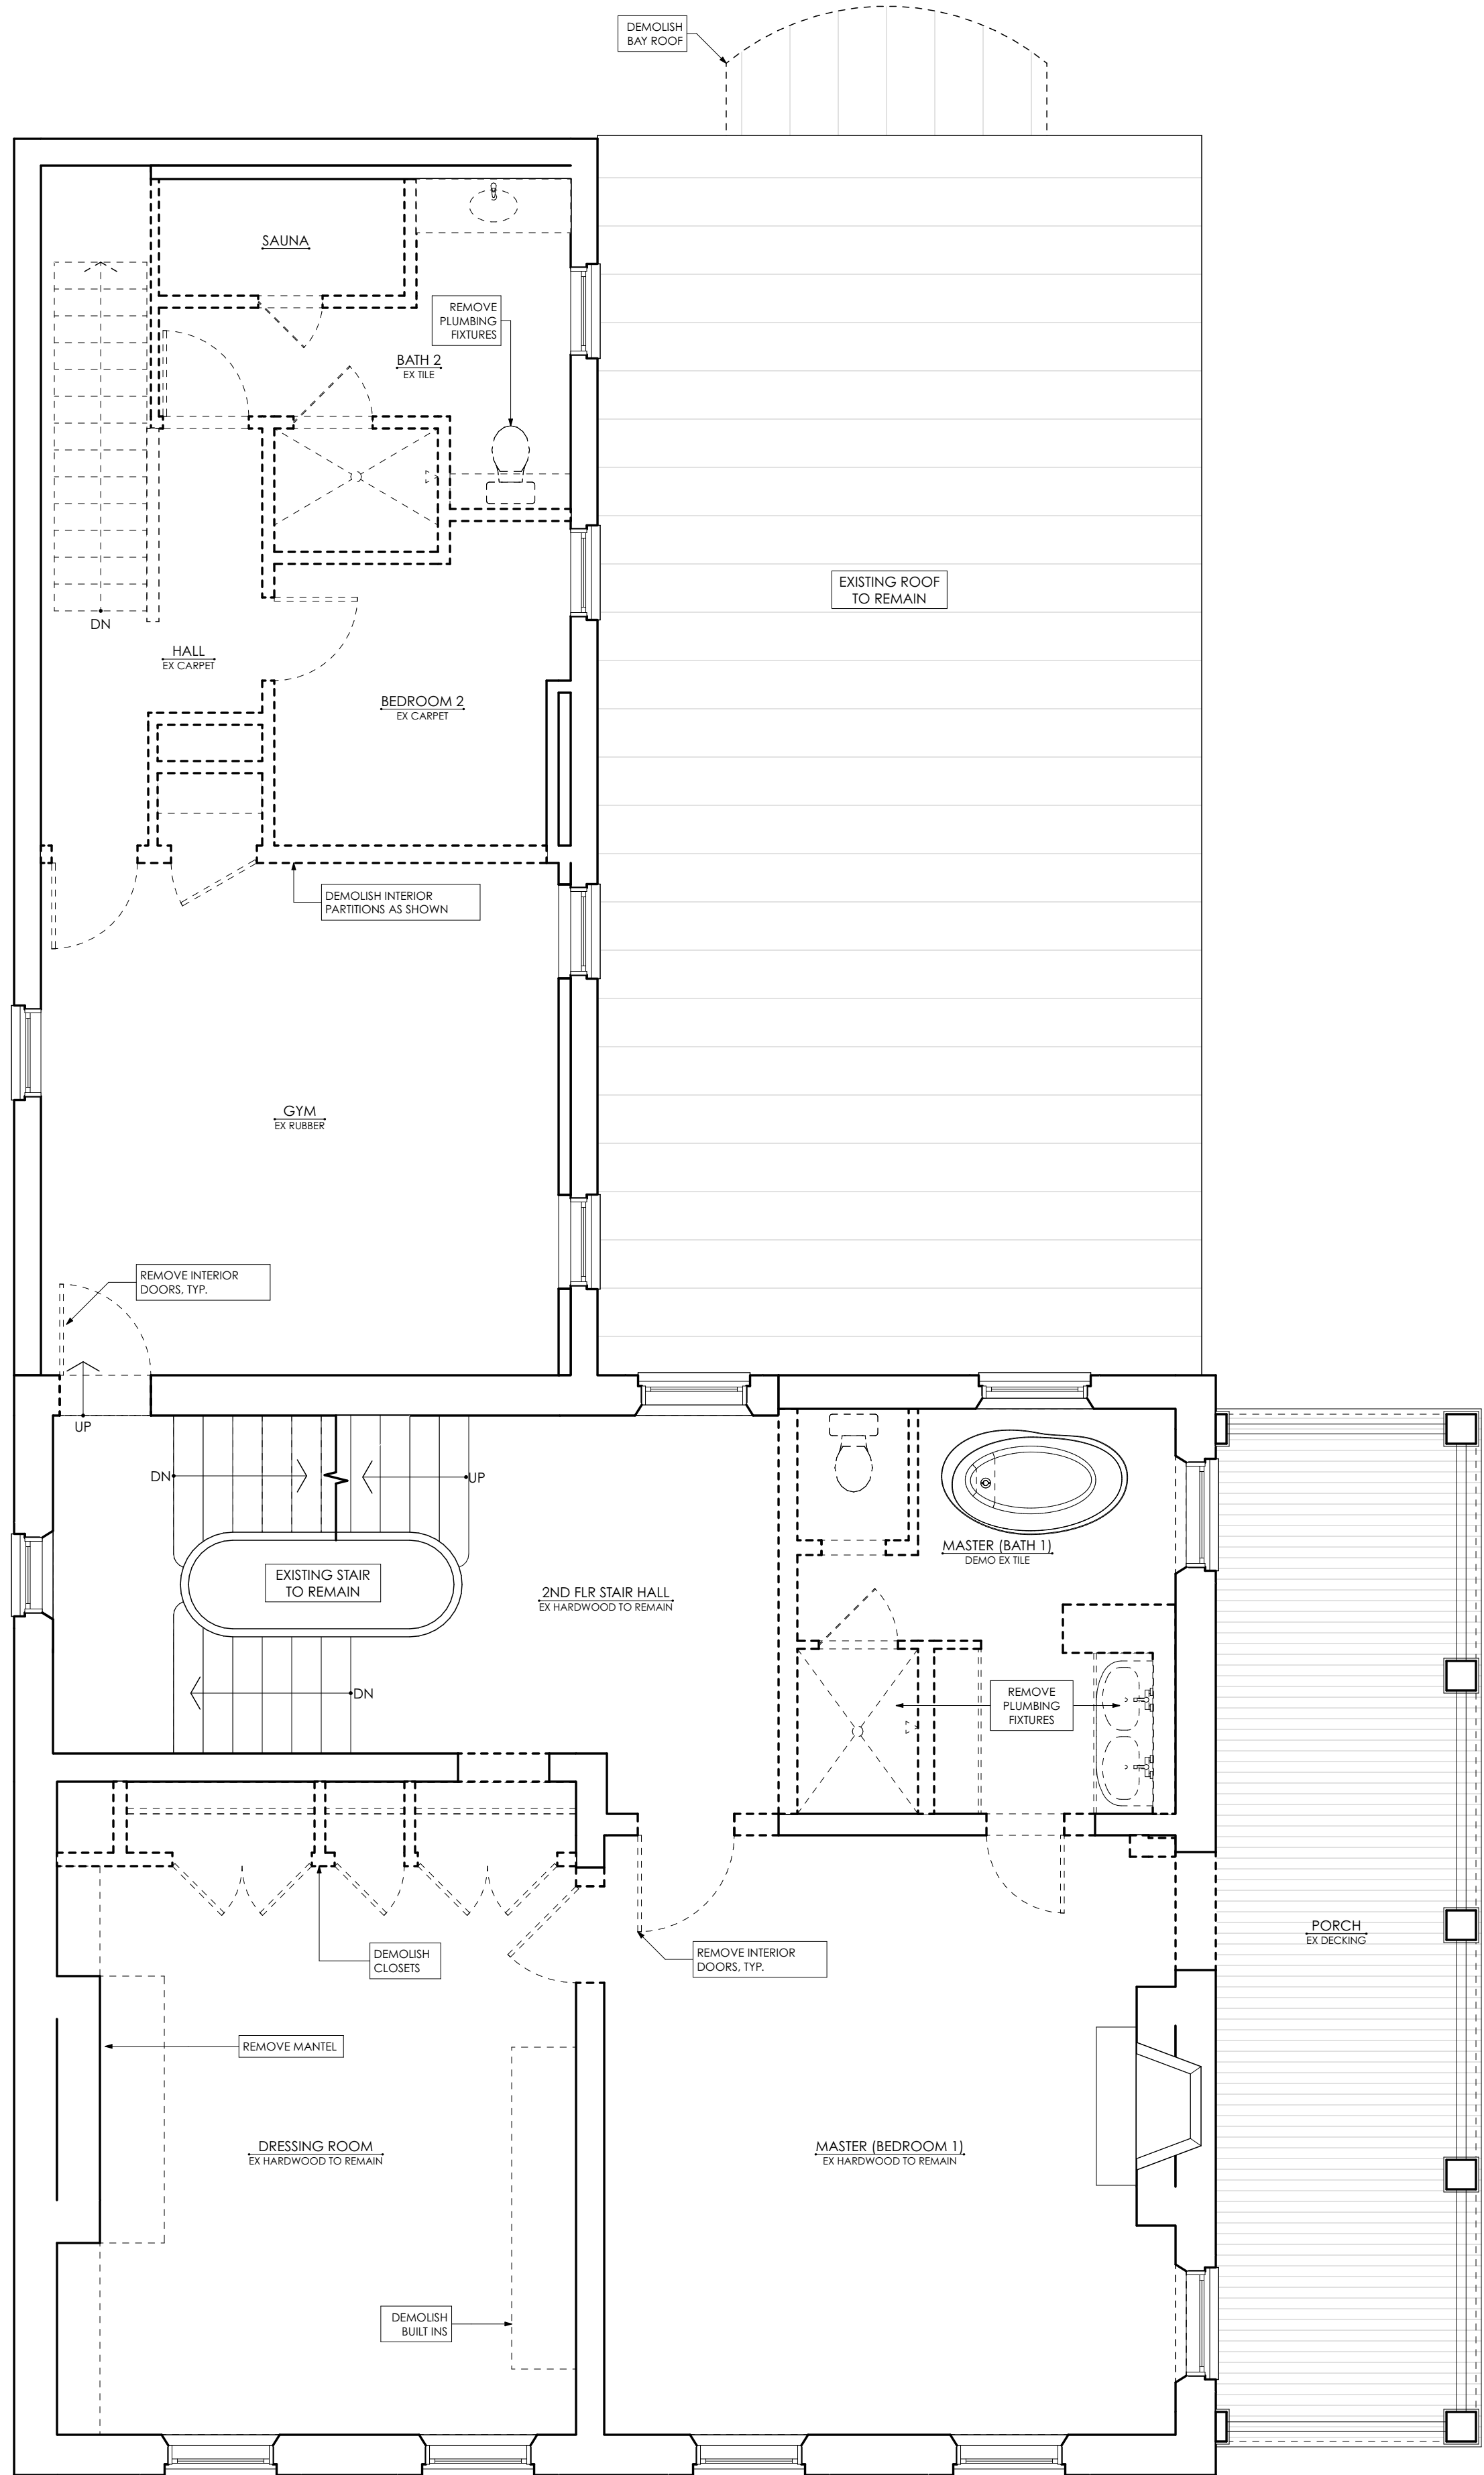 DEMOLISH
BAY ROOF
SAUNA
REMOVE
PLUMBING
FIXTURES
BATH 2
EX TILE
EXISTING ROOF
TO REMAIN
DN
HALL
EX CARPET
BEDROOM 2
EX CARPET
DEMOLISH INTERIOR
PARTITIONS AS SHOWN
GYM
EX RUBBER
REMOVE INTERIOR
DOORS, TYP.
UP
DN
UP
EXISTING STAIR
TO REMAIN
2ND FLR STAIR HALL
EX HARDWOOD TO REMAIN
MASTER (BATH 1)
DEMO EX TILE
DN
REMOVE
PLUMBING
FIXTURES
DEMOLISH
CLOSETS
REMOVE INTERIOR
DOORS, TYP.
PORCH
EX DECKING
REMOVE MANTEL
DRESSING ROOM
EX HARDWOOD TO REMAIN
MASTER (BEDROOM 1)
EX HARDWOOD TO REMAIN
DEMOLISH
BUILT INS